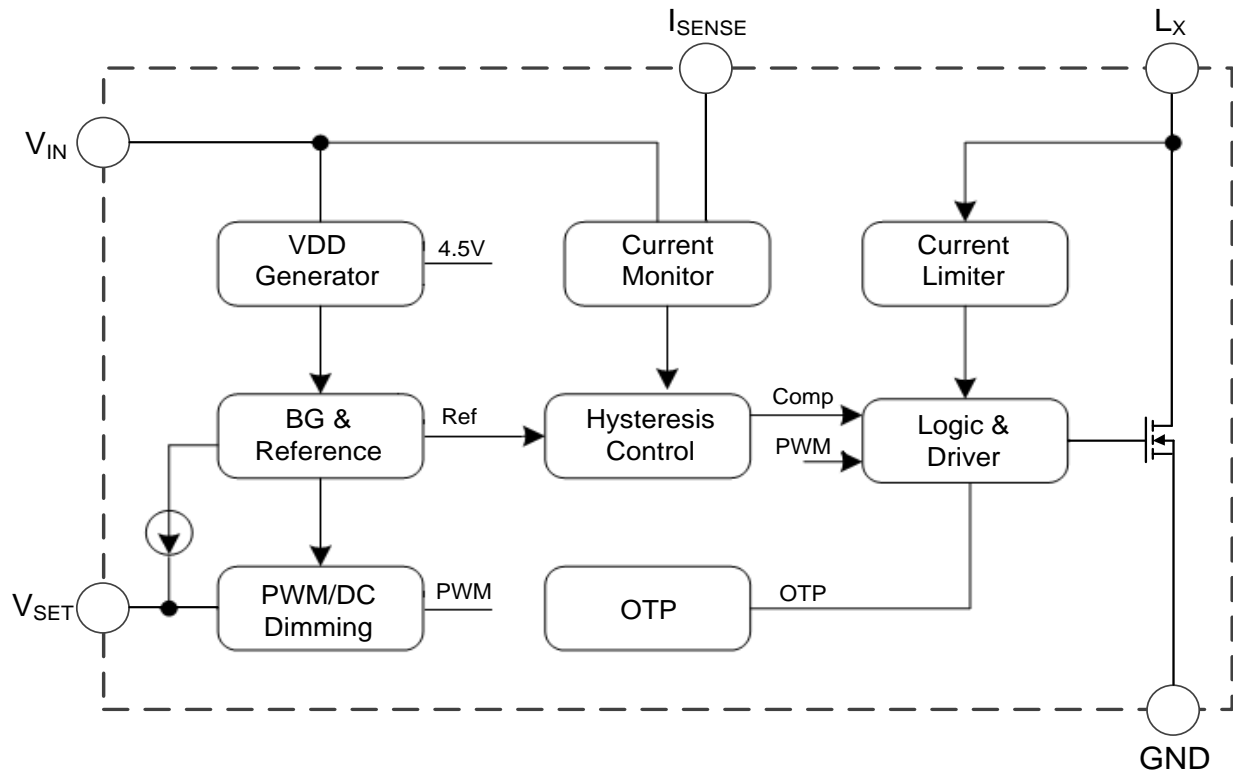 I_SENSE
L_X
V_IN
VDD
Generator
4.5V
Current
Monitor
Current
Limiter
BG &
Reference
Ref
Hysteresis
Control
Comp
PWM
Logic &
Driver
V_SET
PWM/DC
Dimming
PWM
OTP
OTP
GND